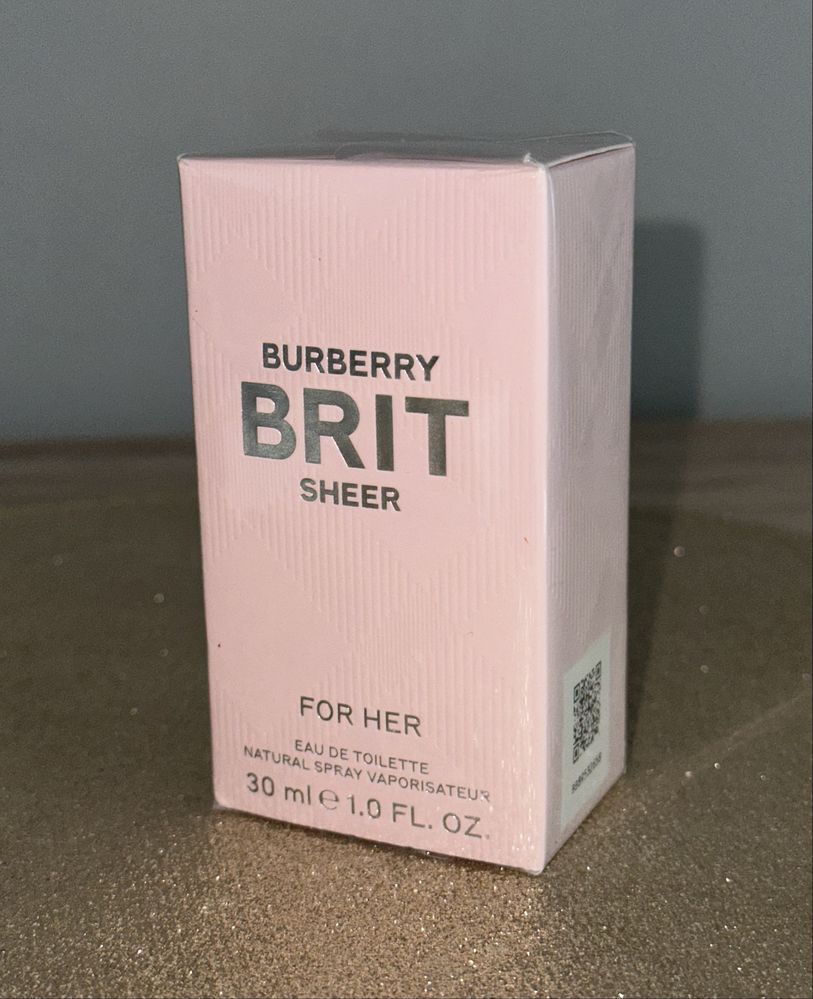 BURBERRY
BRIT
SHEER
FOR HER
EAU DE TOILETTE
NATURAL SPRAY VAPORISATEUR
30 ml ℮ 1.0 FL. OZ.